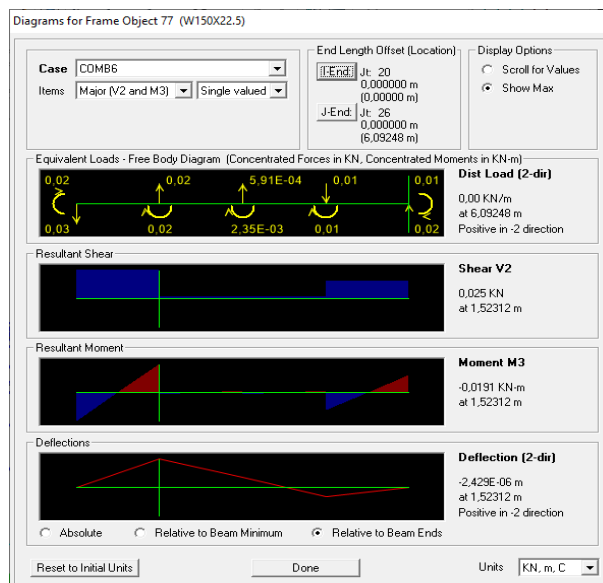 Diagrams for Frame Object 77 (W150X22.5)
Case COMB6
Items Major (V2 and M3) Single valued
End Length Offset (Location)
I-End: Jt: 20
0,000000 m
(0,00000 m)
J-End: Jt: 26
0,000000 m
(6,09248 m)
Display Options
Scroll for Values
Show Max
Equivalent Loads - Free Body Diagram (Concentrated Forces in KN, Concentrated Moments in KN-m)
0,02 0,02 5,91E-04 0,01 0,01
0,03 0,02 2,35E-03 0,01 0,02
Dist Load (2-dir)
0,00 KN/m
at 6,09248 m
Positive in -2 direction
Resultant Shear
Shear V2
0,025 KN
at 1,52312 m
Resultant Moment
Moment M3
-0,0191 KN-m
at 1,52312 m
Deflections
Deflection (2-dir)
-2,429E-06 m
at 1,52312 m
Positive in -2 direction
Absolute Relative to Beam Minimum Relative to Beam Ends
Reset to Initial Units Done Units KN, m, C